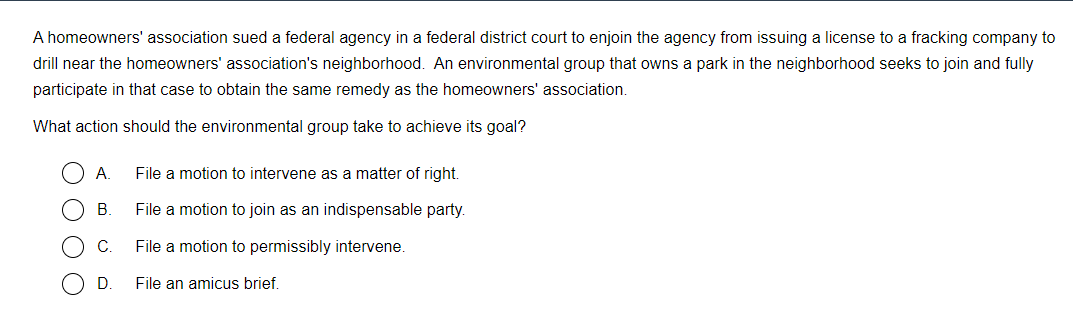 A homeowners' association sued a federal agency in a federal district court to enjoin the agency from issuing a license to a fracking company to
drill near the homeowners' association's neighborhood. An environmental group that owns a park in the neighborhood seeks to join and fully
participate in that case to obtain the same remedy as the homeowners' association.
What action should the environmental group take to achieve its goal?
A. File a motion to intervene as a matter of right.
B. File a motion to join as an indispensable party.
C. File a motion to permissibly intervene.
D. File an amicus brief.